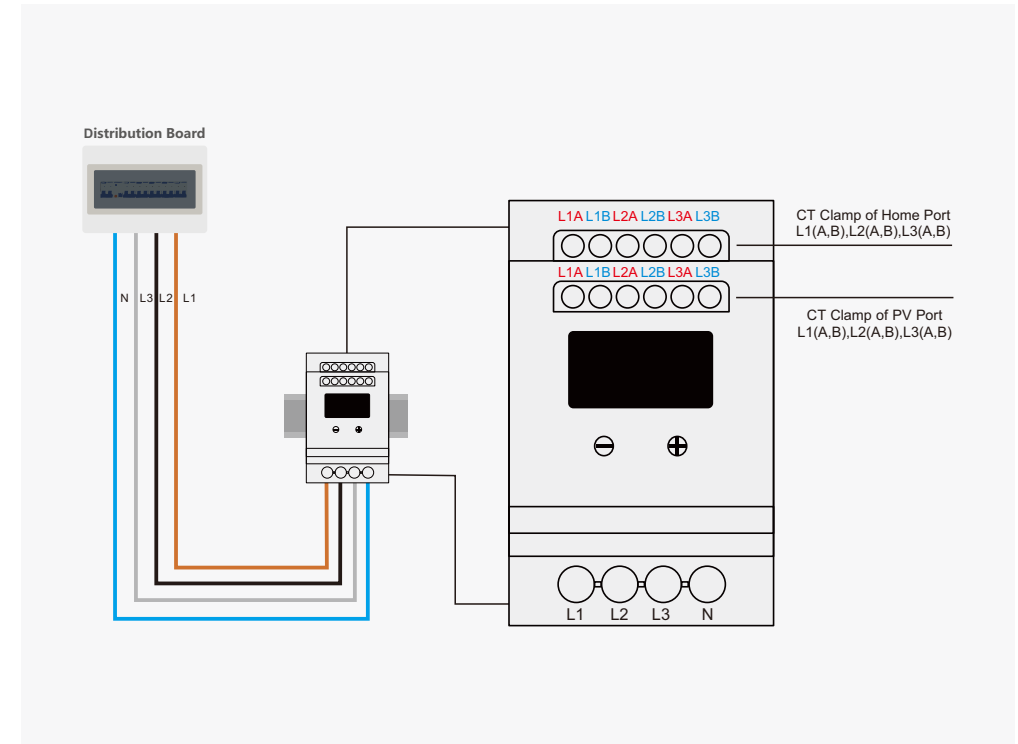 Distribution Board
N L3 L2 L1
L1A L1B L2A L2B L3A L3B
CT Clamp of Home Port
L1(A,B),L2(A,B),L3(A,B)
L1A L1B L2A L2B L3A L3B
CT Clamp of PV Port
L1(A,B),L2(A,B),L3(A,B)
L1 L2 L3 N